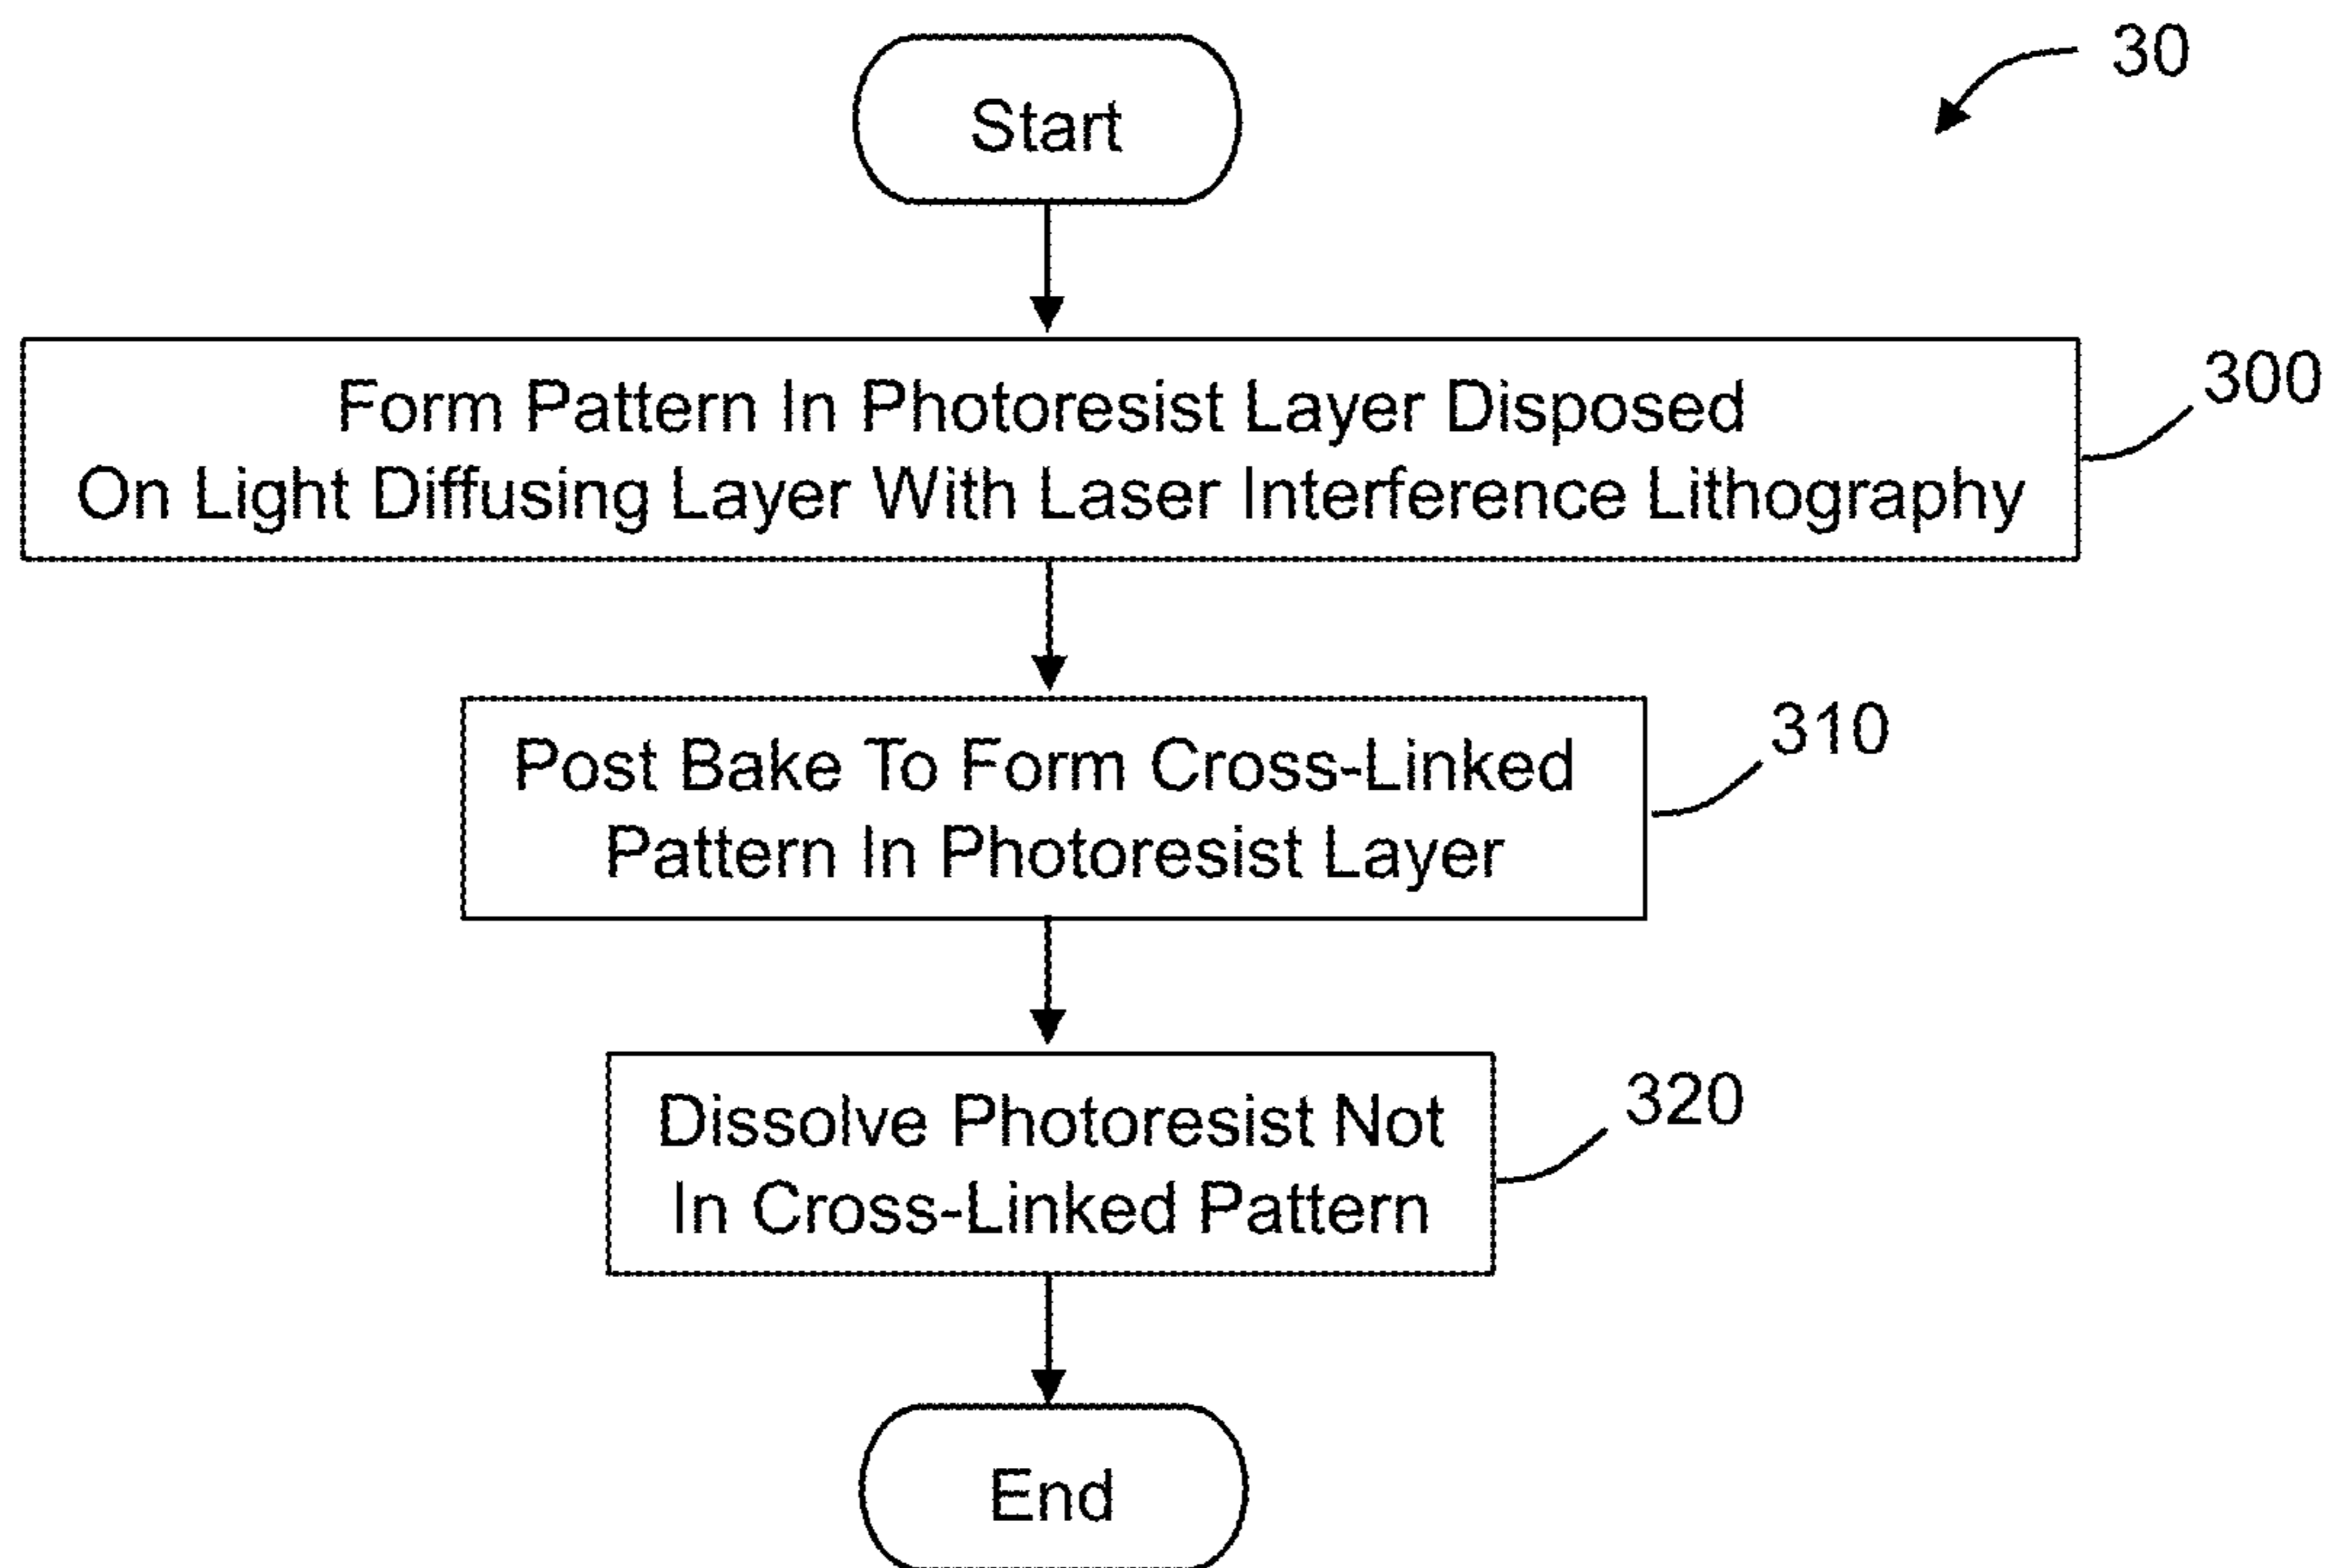 30
Start
Form Pattern In Photoresist Layer Disposed
On Light Diffusing Layer With Laser Interference Lithography
300
Post Bake To Form Cross-Linked
Pattern In Photoresist Layer
310
Dissolve Photoresist Not
In Cross-Linked Pattern
320
End